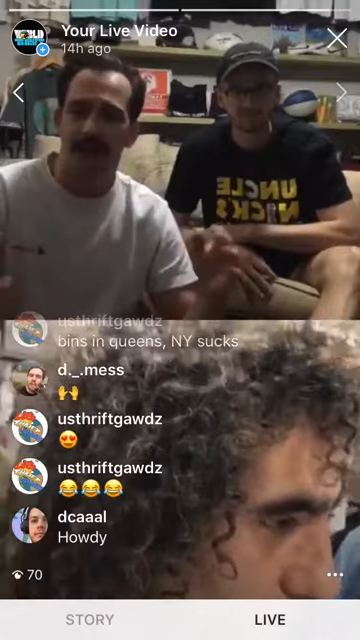 Your Live Video
14h ago
WORLD
UNCLE
NICK'S
usthriftgawdz
bins in queens, NY sucks
d._.mess
🙌
usthriftgawdz
😍
usthriftgawdz
😂😂😂
dcaaal
Howdy
70
STORY
LIVE